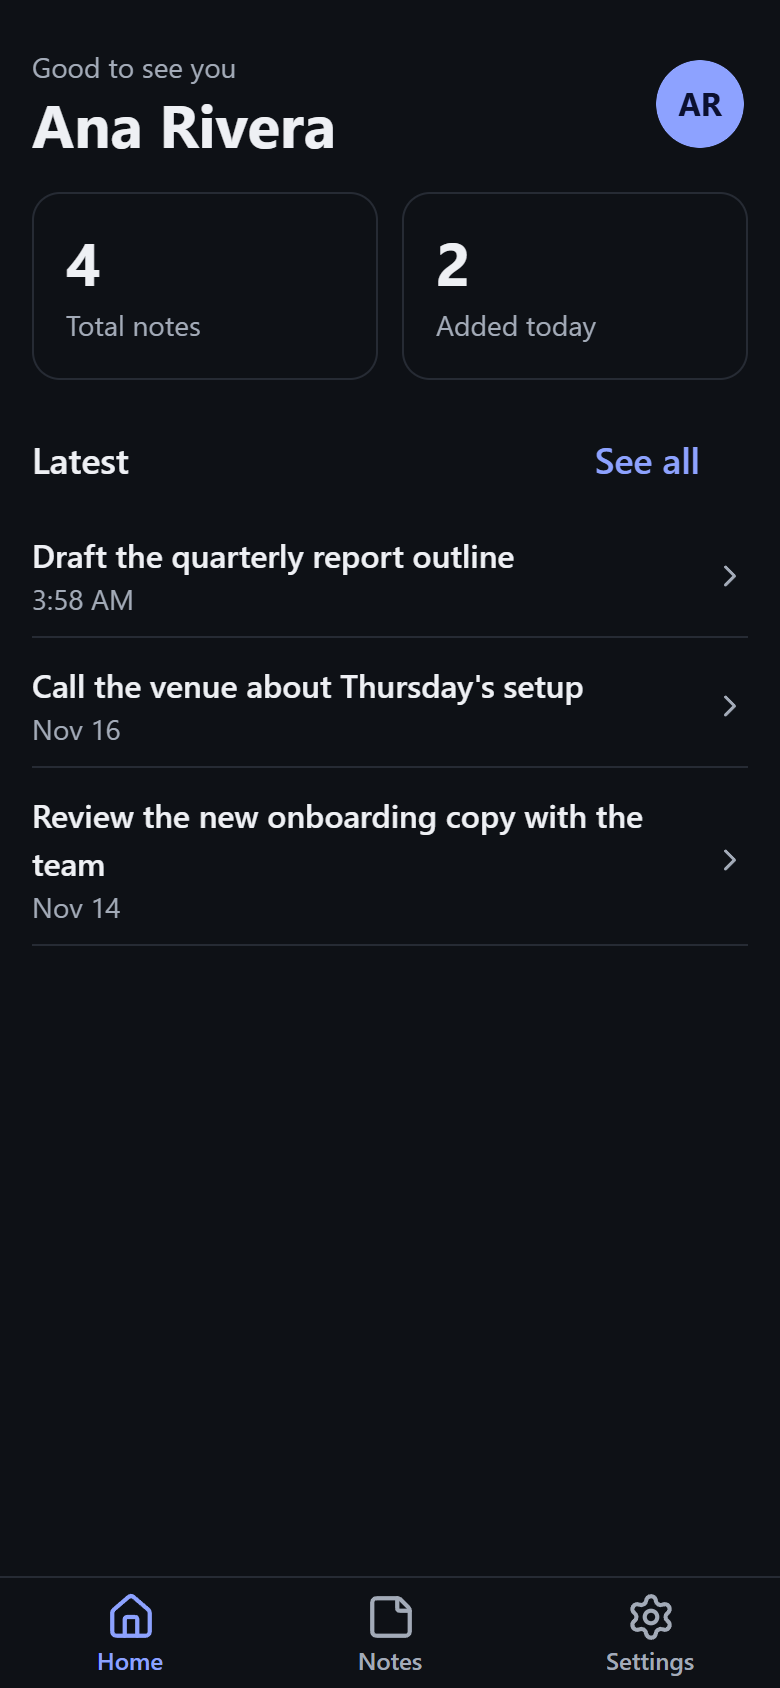 Good to see you
Ana Rivera
AR
4
Total notes
2
Added today
Latest
See all
Draft the quarterly report outline
3:58 AM
Call the venue about Thursday's setup
Nov 16
Review the new onboarding copy with the
team
Nov 14
Home
Notes
Settings